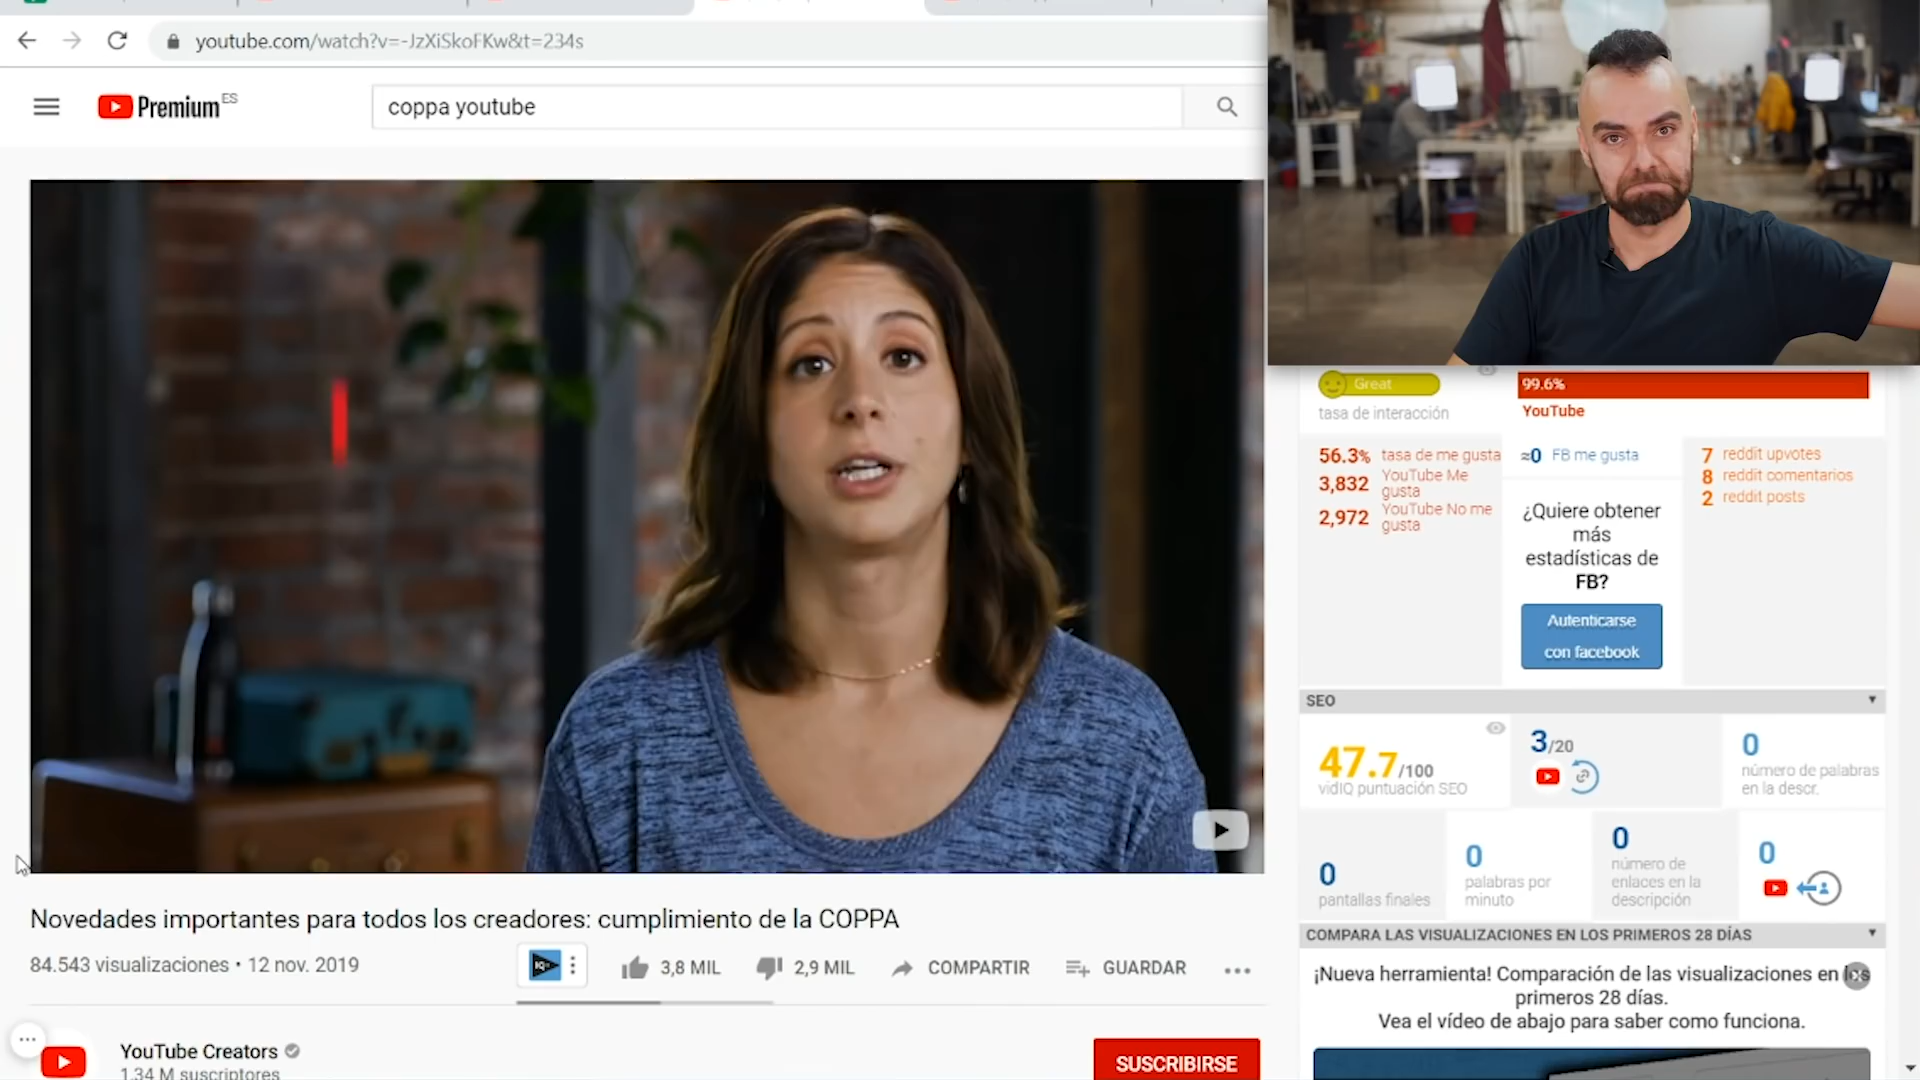 youtube.com/watch?v=-JzXiSkoFKw&t=234s
Premium ES
coppa youtube
Novedades importantes para todos los creadores: cumplimiento de la COPPA
84.543 visualizaciones • 12 nov. 2019
IQ
3,8 MIL
2,9 MIL
COMPARTIR
GUARDAR
YouTube Creators
1,34 M suscriptores
SUSCRIBIRSE
Great
tasa de interacción
99.6%
YouTube
56.3% tasa de me gusta
3,832 YouTube Me
gusta
2,972 YouTube No me
gusta
≈0 FB me gusta
¿Quiere obtener
más
estadísticas de
FB?
Autenticarse
con facebook
7 reddit upvotes
8 reddit comentarios
2 reddit posts
SEO
47.7/100
vidIQ puntuación SEO
3/20
0
número de palabras
en la descr.
0
pantallas finales
0
palabras por
minuto
0
número de
enlaces en la
descripción
0
COMPARA LAS VISUALIZACIONES EN LOS PRIMEROS 28 DÍAS
¡Nueva herramienta! Comparación de las visualizaciones en los
primeros 28 días.
Vea el vídeo de abajo para saber como funciona.